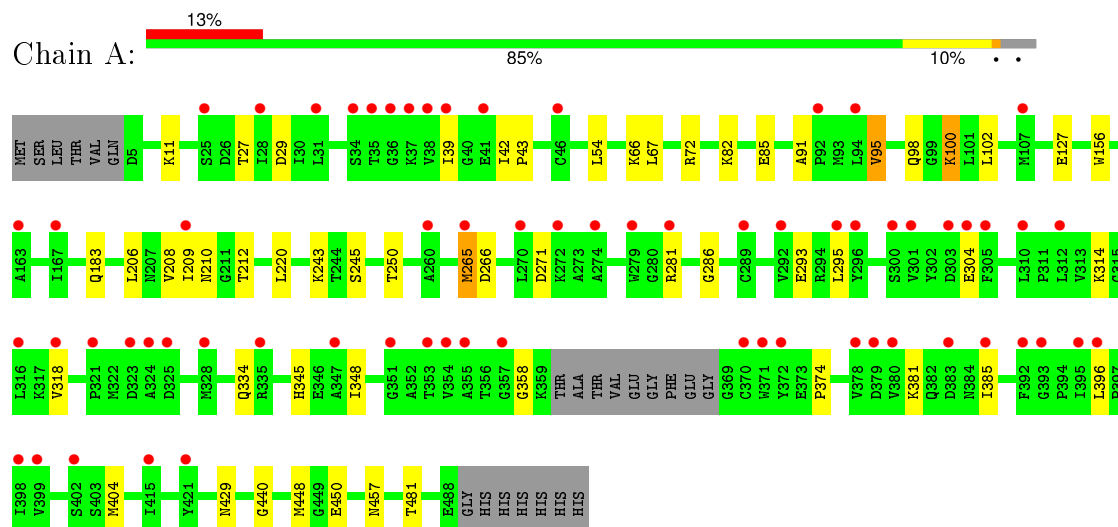 13%
Chain A:
85% 10% • •
MET SER LEU THR VAL GLN D5 K11 S25 D26 T27 I28 D29 I30 L31 S34 T35 G36 K37 V38 I39 G40 E41 I42 P43 C46 L54 K66 L67 R72 K82 E85 A91 P92 M93 L94 V95 Q98 G99 K100 L101 L102 M107 E127 W156
A163 I167 Q183 L206 N207 V208 I209 N210 G211 T212 L220 K243 T244 S245 T250 A260 M265 D266 L270 D271 K272 A273 A274 W279 G280 R281 G286 C289 V292 E293 R294 L295 Y296 S300 V301 Y302 D303 E304 F305 L310 P311 L312 V313 K314 G315
L316 K317 V318 P321 M322 D323 A324 D325 M328 Q334 R335 H345 E346 A347 I348 G351 A352 T353 V354 A355 T356 G357 G358 K359 THR ALA THR VAL GLU GLY PHE GLU GLY G369 C370 W371 Y372 E373 P374 V378 D379 V380 K381 Q382 D383 N384 I385 F392 G393 P394 I395 L396 P397
I398 V399 S402 S403 M404 I415 Y421 N429 G440 M448 G449 E450 N457 T481 E488 GLY HIS HIS HIS HIS HIS HIS